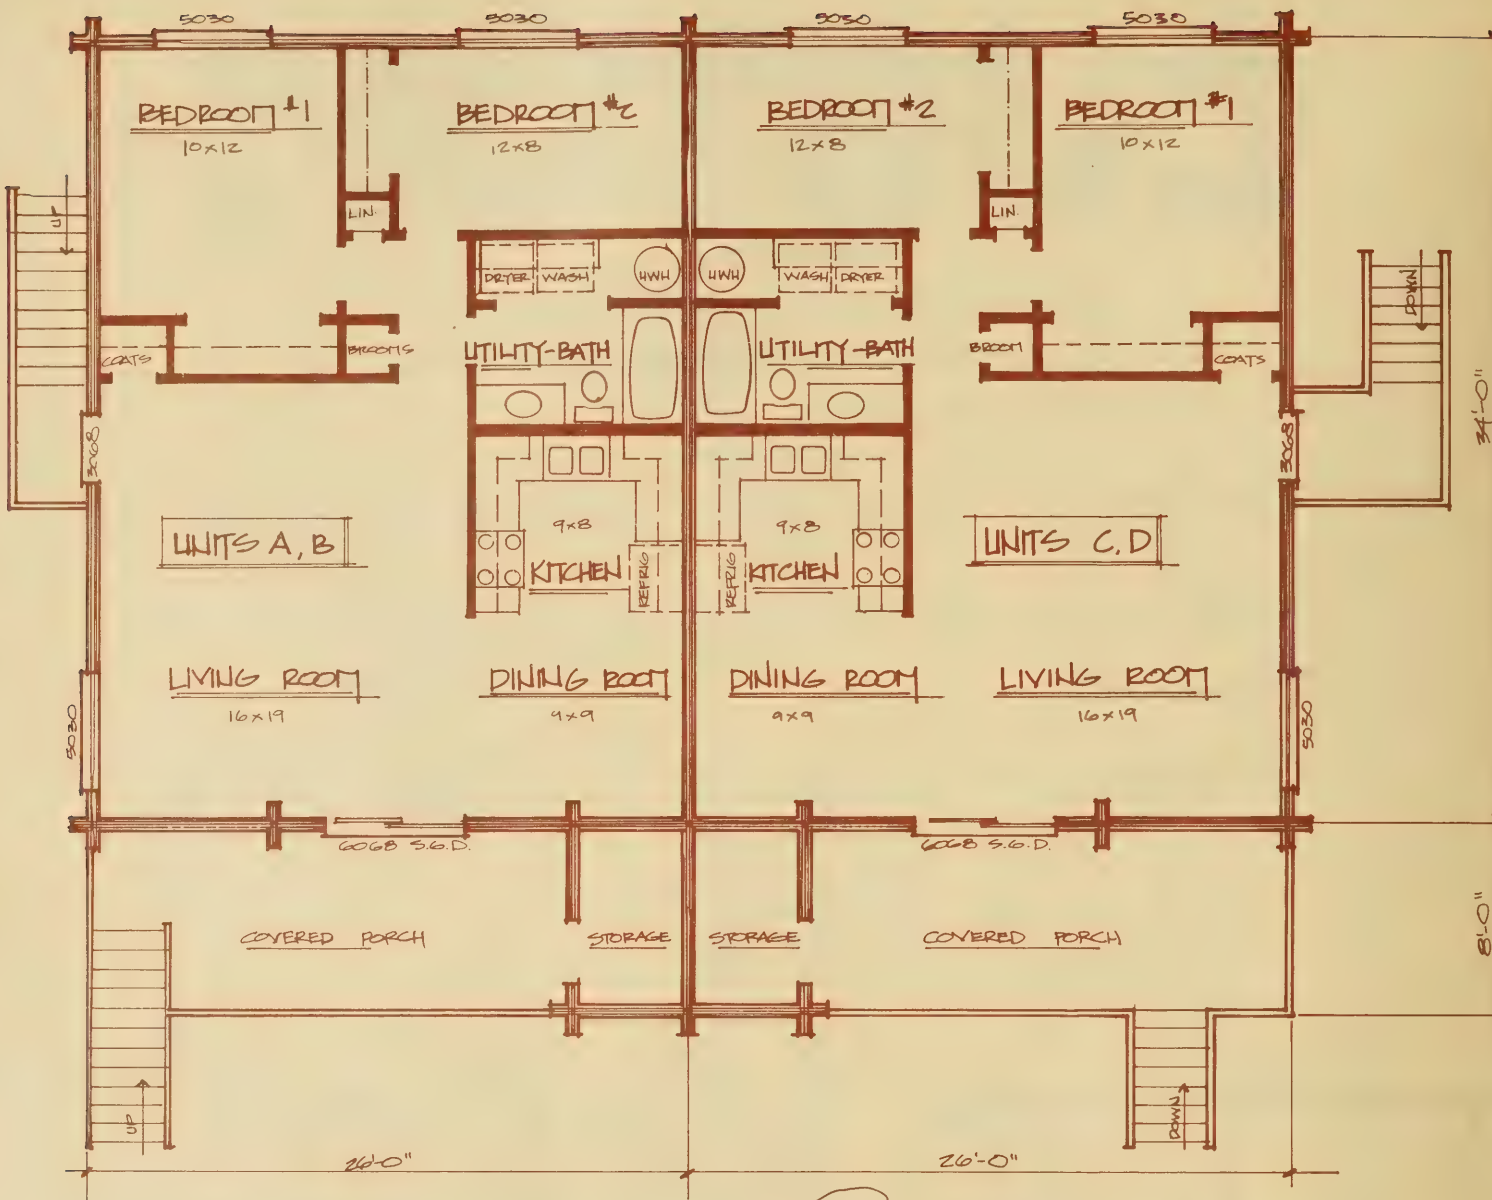 5030 5030 5030 5030
BEDROOM #1 BEDROOM #2 BEDROOM #2 BEDROOM #1
10x12 12x8 12x8 10x12
UP LIN. LIN. DOWN
DRYER WASH HWH HWH WASH DRYER
COATS BROOMS UTILITY-BATH UTILITY-BATH BROOM COATS
34'-0"
3068 3068
9x8 9x8
UNITS A, B UNITS C, D
KITCHEN REFRIG REFRIG KITCHEN
LIVING ROOM DINING ROOM DINING ROOM LIVING ROOM
16x19 9x9 9x9 16x19
5030 5030
6068 S.G.D. 6068 S.G.D.
COVERED PORCH STORAGE STORAGE COVERED PORCH
8'-0"
UP DOWN
26'-0" 26'-0"